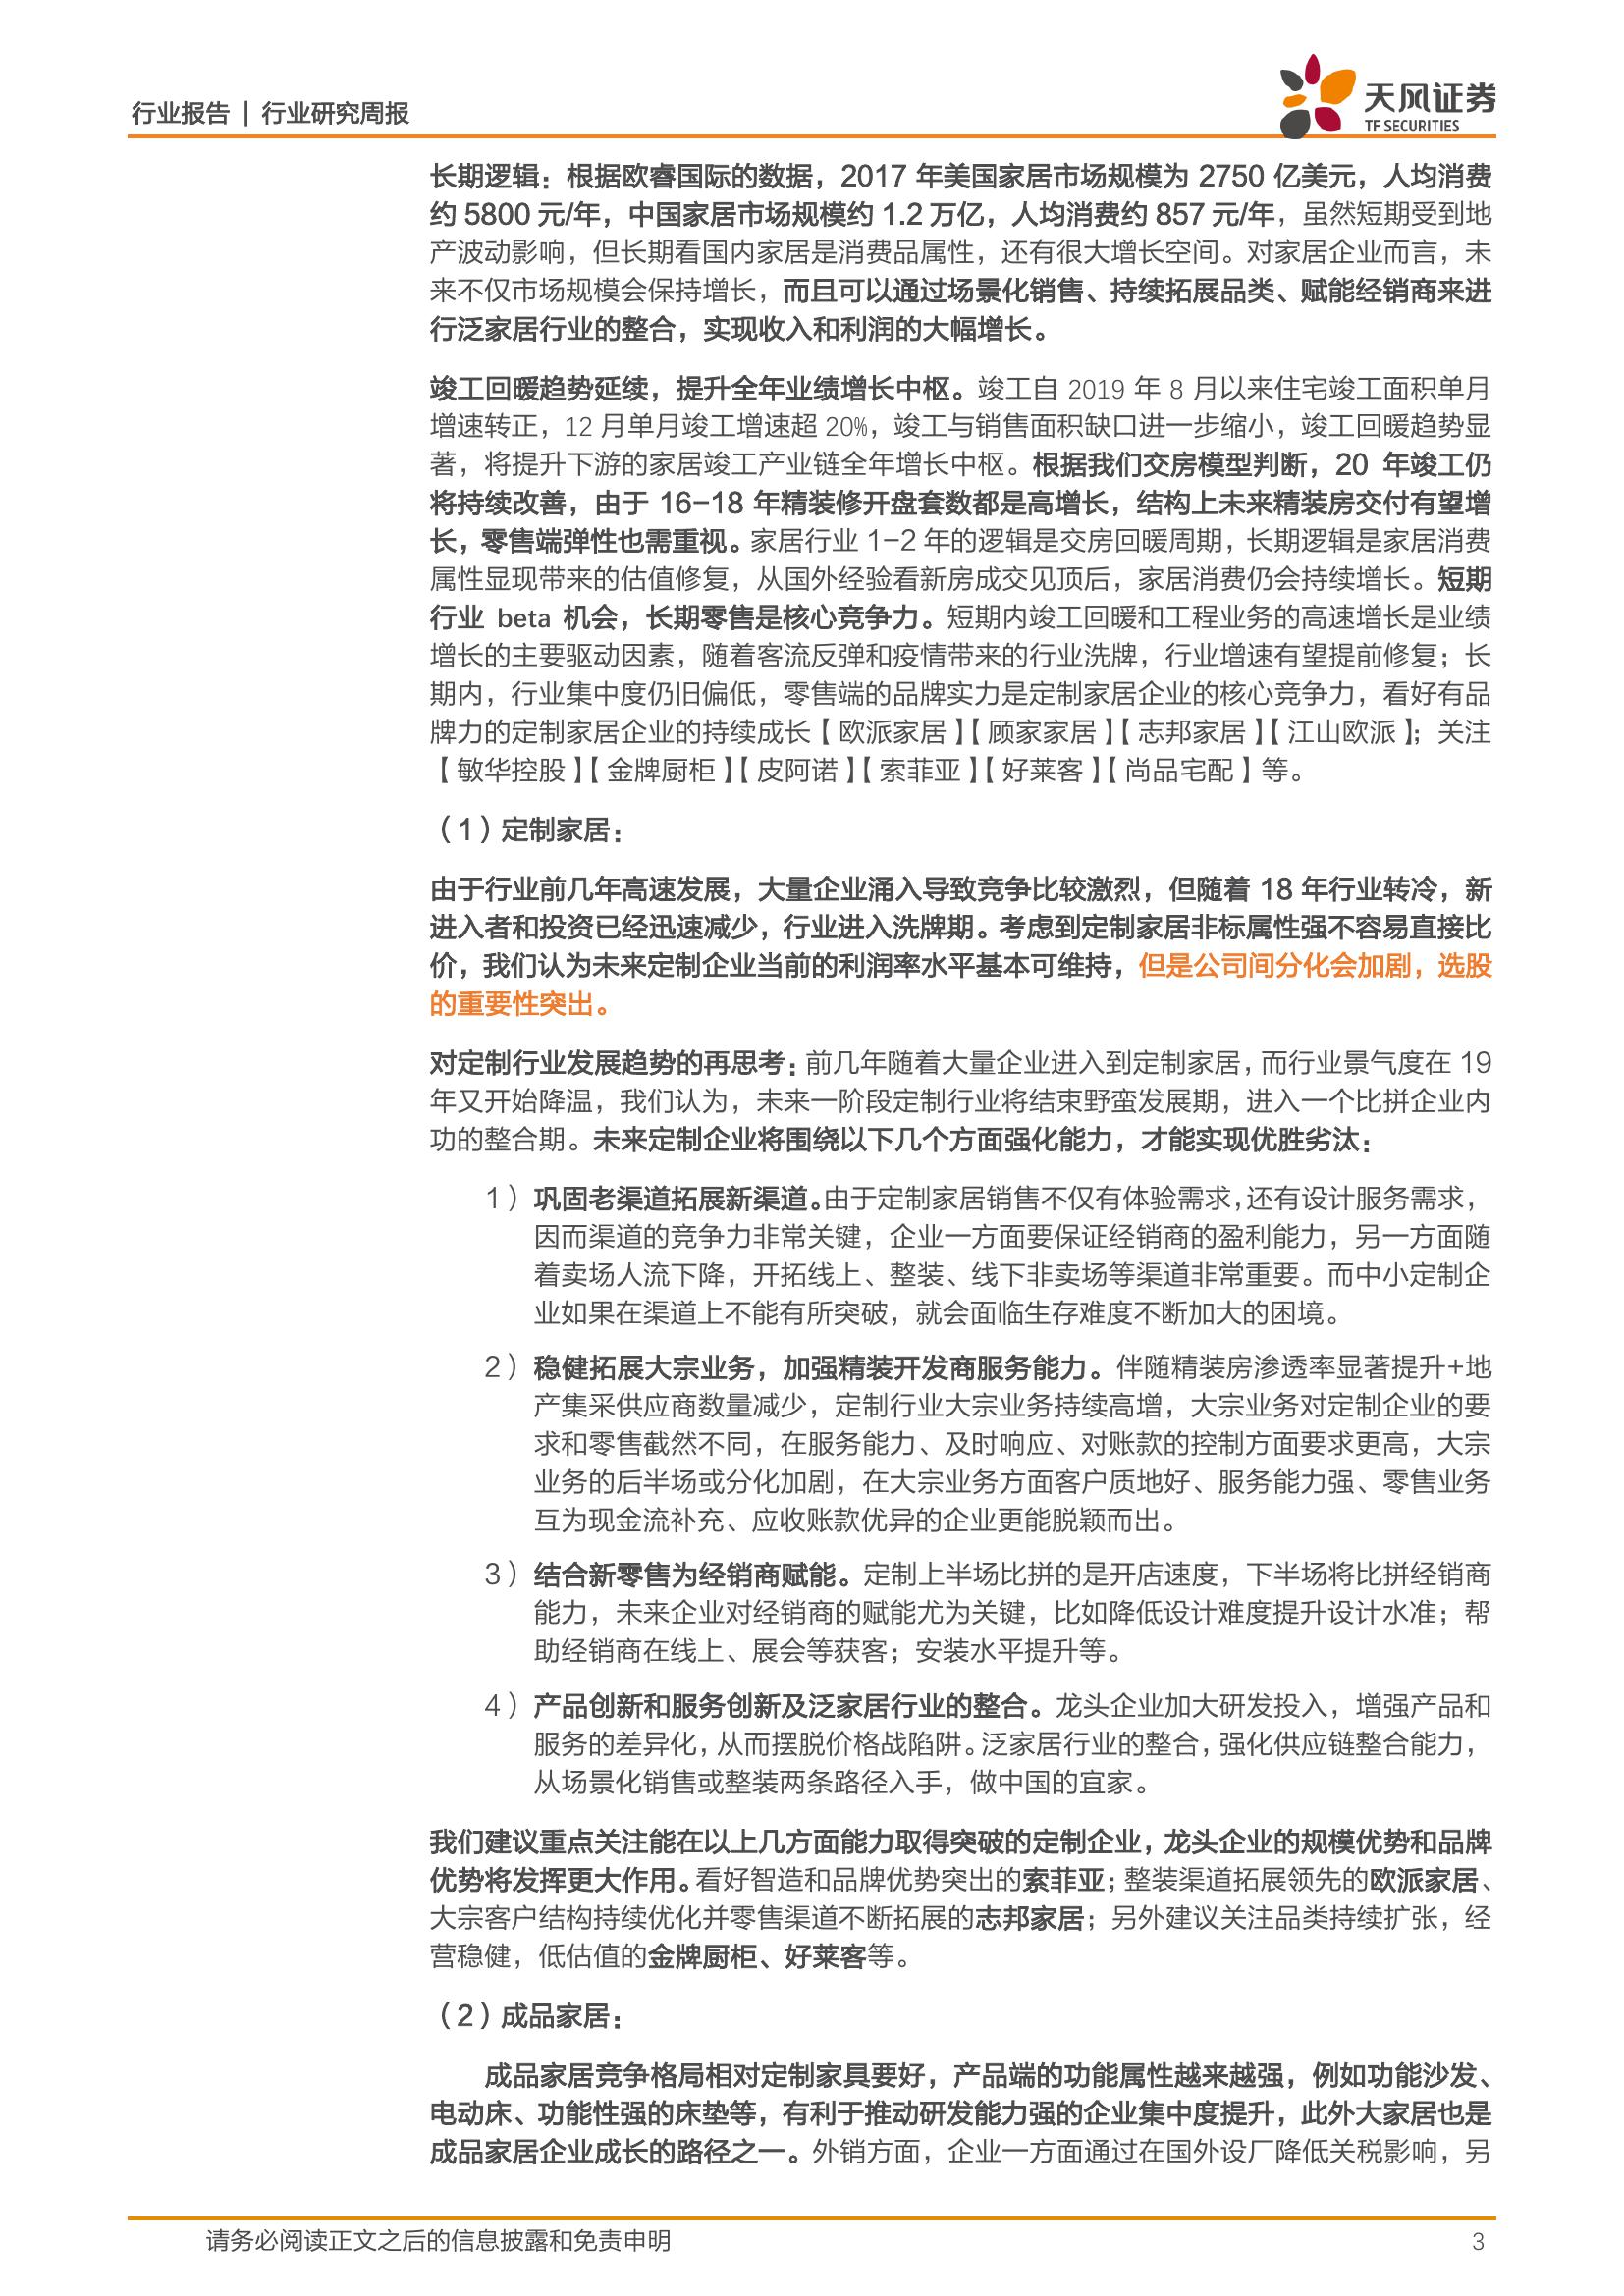 行业报告 | 行业研究周报
天风证券
TF SECURITIES
长期逻辑：根据欧睿国际的数据，2017 年美国家居市场规模为 2750 亿美元，人均消费
约 5800 元/年，中国家居市场规模约 1.2 万亿，人均消费约 857 元/年，虽然短期受到地
产波动影响，但长期看国内家居是消费品属性，还有很大增长空间。对家居企业而言，未
来不仅市场规模会保持增长，而且可以通过场景化销售、持续拓展品类、赋能经销商来进
行泛家居行业的整合，实现收入和利润的大幅增长。
竣工回暖趋势延续，提升全年业绩增长中枢。竣工自 2019 年 8 月以来住宅竣工面积单月
增速转正，12 月单月竣工增速超 20%，竣工与销售面积缺口进一步缩小，竣工回暖趋势显
著，将提升下游的家居竣工产业链全年增长中枢。根据我们交房模型判断，20 年竣工仍
将持续改善，由于 16-18 年精装修开盘套数都是高增长，结构上未来精装房交付有望增
长，零售端弹性也需重视。家居行业 1-2 年的逻辑是交房回暖周期，长期逻辑是家居消费
属性显现带来的估值修复，从国外经验看新房成交见顶后，家居消费仍会持续增长。短期
行业 beta 机会，长期零售是核心竞争力。短期内竣工回暖和工程业务的高速增长是业绩
增长的主要驱动因素，随着客流反弹和疫情带来的行业洗牌，行业增速有望提前修复；长
期内，行业集中度仍旧偏低，零售端的品牌实力是定制家居企业的核心竞争力，看好有品
牌力的定制家居企业的持续成长【欧派家居】【顾家家居】【志邦家居】【江山欧派】；关注
【敏华控股】【金牌厨柜】【皮阿诺】【索菲亚】【好莱客】【尚品宅配】等。
（1）定制家居：
由于行业前几年高速发展，大量企业涌入导致竞争比较激烈，但随着 18 年行业转冷，新
进入者和投资已经迅速减少，行业进入洗牌期。考虑到定制家居非标属性强不容易直接比
价，我们认为未来定制企业当前的利润率水平基本可维持，但是公司间分化会加剧，选股
的重要性突出。
对定制行业发展趋势的再思考：前几年随着大量企业进入到定制家居，而行业景气度在 19
年又开始降温，我们认为，未来一阶段定制行业将结束野蛮发展期，进入一个比拼企业内
功的整合期。未来定制企业将围绕以下几个方面强化能力，才能实现优胜劣汰：
1）巩固老渠道拓展新渠道。由于定制家居销售不仅有体验需求，还有设计服务需求，
因而渠道的竞争力非常关键，企业一方面要保证经销商的盈利能力，另一方面随
着卖场人流下降，开拓线上、整装、线下非卖场等渠道非常重要。而中小定制企
业如果在渠道上不能有所突破，就会面临生存难度不断加大的困境。
2）稳健拓展大宗业务，加强精装开发商服务能力。伴随精装房渗透率显著提升+地
产集采供应商数量减少，定制行业大宗业务持续高增，大宗业务对定制企业的要
求和零售截然不同，在服务能力、及时响应、对账款的控制方面要求更高，大宗
业务的后半场或分化加剧，在大宗业务方面客户质地好、服务能力强、零售业务
互为现金流补充、应收账款优异的企业更能脱颖而出。
3）结合新零售为经销商赋能。定制上半场比拼的是开店速度，下半场将比拼经销商
能力，未来企业对经销商的赋能尤为关键，比如降低设计难度提升设计水准；帮
助经销商在线上、展会等获客；安装水平提升等。
4）产品创新和服务创新及泛家居行业的整合。龙头企业加大研发投入，增强产品和
服务的差异化，从而摆脱价格战陷阱。泛家居行业的整合，强化供应链整合能力，
从场景化销售或整装两条路径入手，做中国的宜家。
我们建议重点关注能在以上几方面能力取得突破的定制企业，龙头企业的规模优势和品牌
优势将发挥更大作用。看好智造和品牌优势突出的索菲亚；整装渠道拓展领先的欧派家居、
大宗客户结构持续优化并零售渠道不断拓展的志邦家居；另外建议关注品类持续扩张，经
营稳健，低估值的金牌厨柜、好莱客等。
（2）成品家居：
成品家居竞争格局相对定制家具要好，产品端的功能属性越来越强，例如功能沙发、
电动床、功能性强的床垫等，有利于推动研发能力强的企业集中度提升，此外大家居也是
成品家居企业成长的路径之一。外销方面，企业一方面通过在国外设厂降低关税影响，另
请务必阅读正文之后的信息披露和免责申明
3